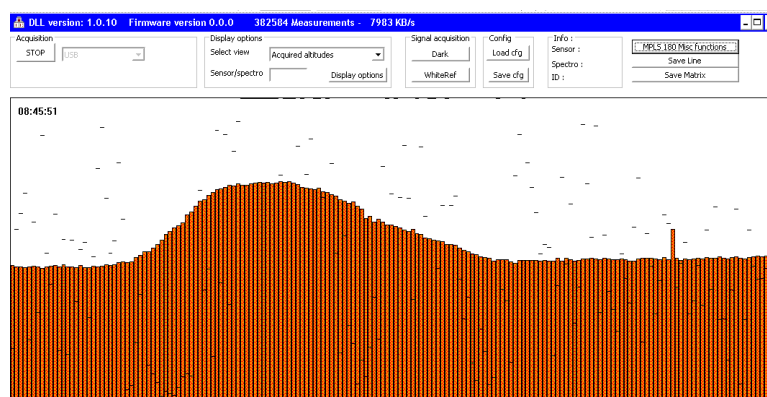 DLL version: 1.0.10 Firmware version 0.0.0 382584 Measurements - 7983 KB/s
Acquisition
STOP
USB
Display options
Select view
Acquired altitudes
Sensor/spectro
Display options
Signal acquisition
Dark
WhiteRef
Config
Load cfg
Save cfg
Info :
Sensor :
Spectro :
ID :
MPLS 180 Misc functions
Save Line
Save Matrix
08:45:51